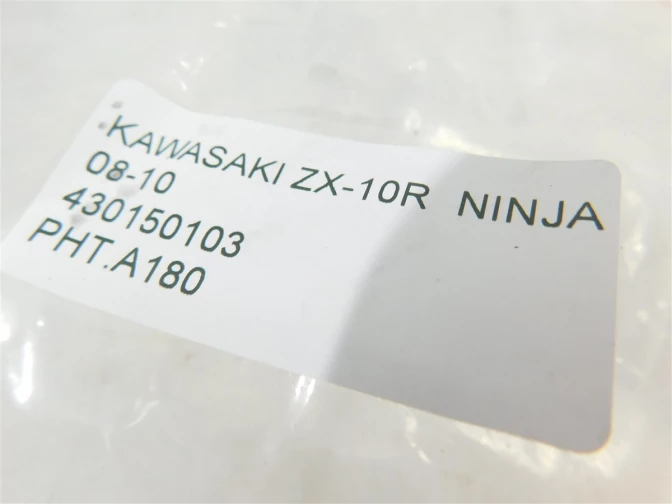 KAWASAKI ZX-10R NINJA
08-10
430150103
PHT.A180